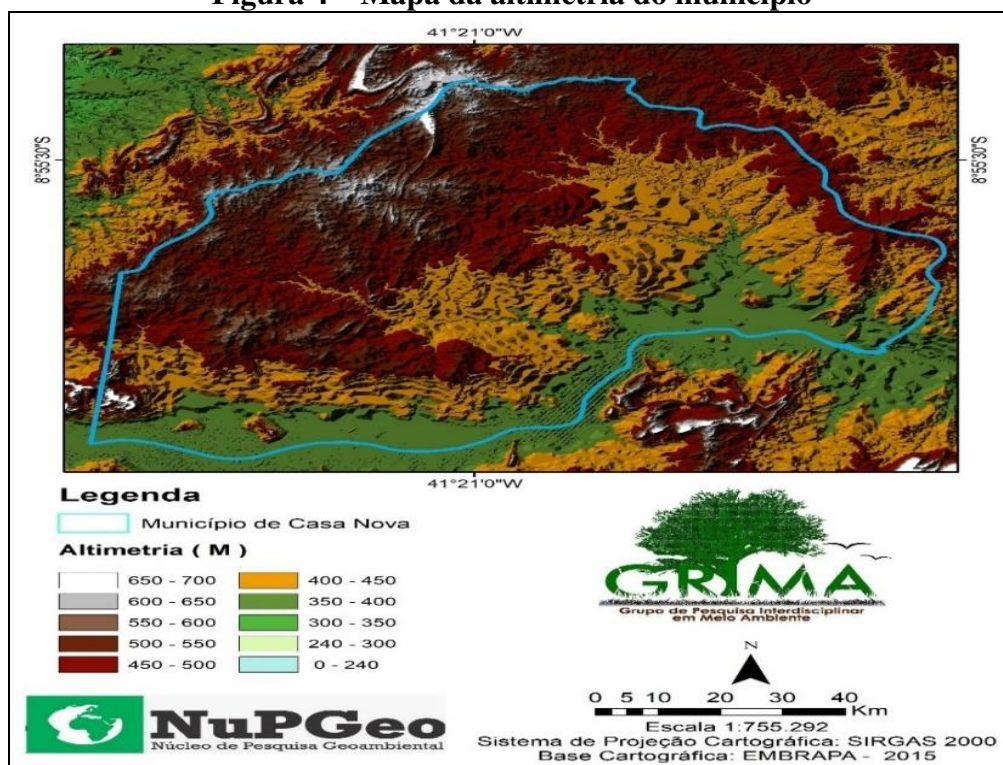 Figura 4 – Mapa da altimetria do município
41°21'0"W
8°55'30"S
8°55'30"S
41°21'0"W
Legenda
Município de Casa Nova
Altimetria ( M )
650 - 700
600 - 650
550 - 600
500 - 550
450 - 500
400 - 450
350 - 400
300 - 350
240 - 300
0 - 240
GRIMA
Grupo de Pesquisa Interdisciplinar
em Meio Ambiente
N
0 5 10 20 30 40
Km
Escala 1:755.292
Sistema de Projeção Cartográfica: SIRGAS 2000
Base Cartográfica: EMBRAPA - 2015
NuPGeo
Núcleo de Pesquisa Geoambiental